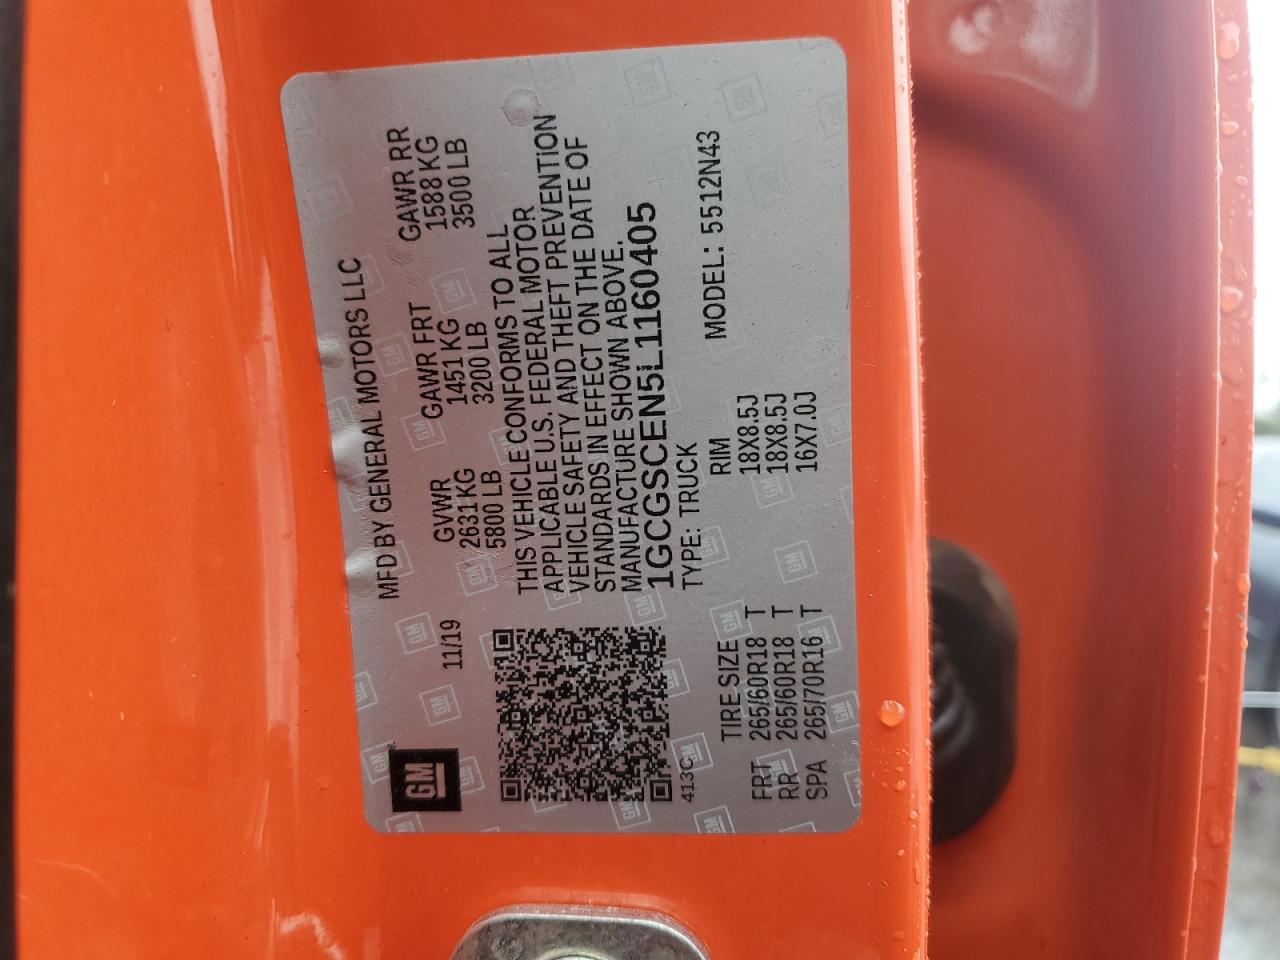 GM
MFD BY GENERAL MOTORS LLC
11/19
GVWR GAWR FRT GAWR RR
2631 KG 1451 KG 1588 KG
5800 LB 3200 LB 3500 LB
THIS VEHICLE CONFORMS TO ALL
APPLICABLE U.S. FEDERAL MOTOR
VEHICLE SAFETY AND THEFT PREVENTION
STANDARDS IN EFFECT ON THE DATE OF
MANUFACTURE SHOWN ABOVE.
1GCGSCEN5L1160405
413C
TYPE: TRUCK MODEL: 5512N43
TIRE SIZE RIM
FRT 265/60R18 T 18X8.5J
RR 265/60R18 T 18X8.5J
SPA 265/70R16 T 16X7.0J